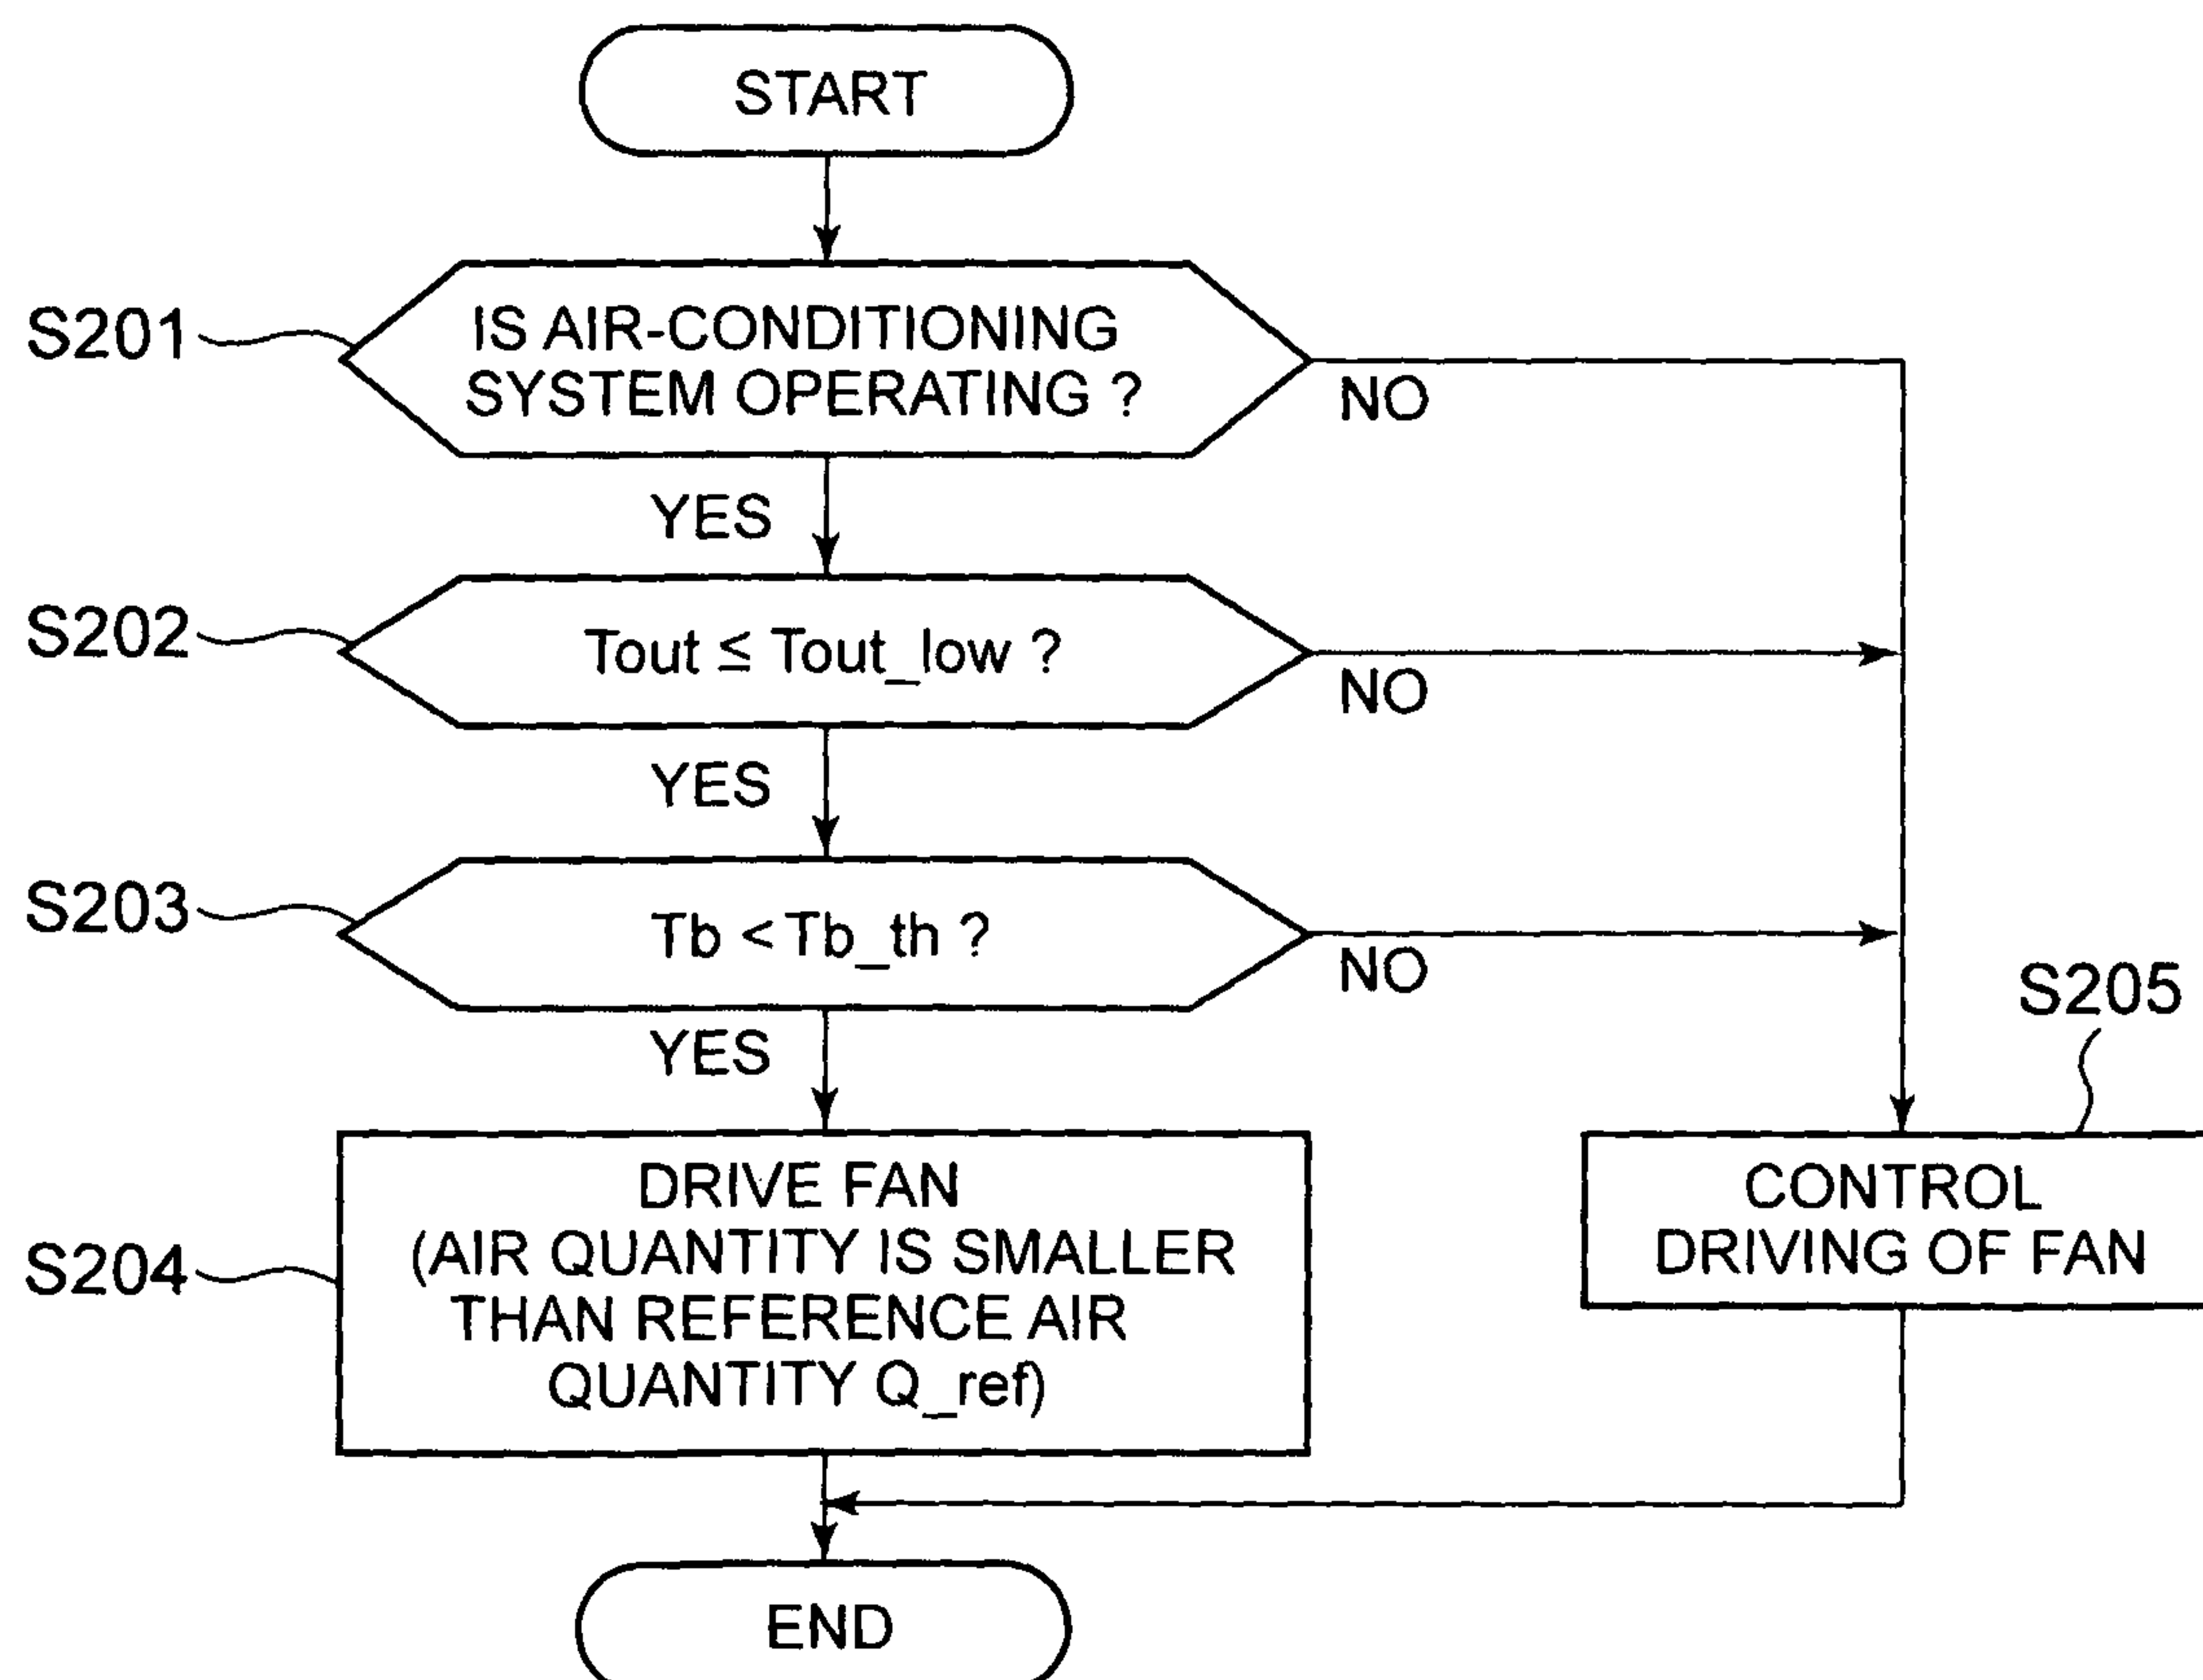 START
S201
IS AIR-CONDITIONING
SYSTEM OPERATING ?
NO
YES
S202
Tout ≦ Tout_low ?
NO
YES
S203
Tb < Tb_th ?
NO
YES
S204
DRIVE FAN
(AIR QUANTITY IS SMALLER
THAN REFERENCE AIR
QUANTITY Q_ref)
S205
CONTROL
DRIVING OF FAN
END